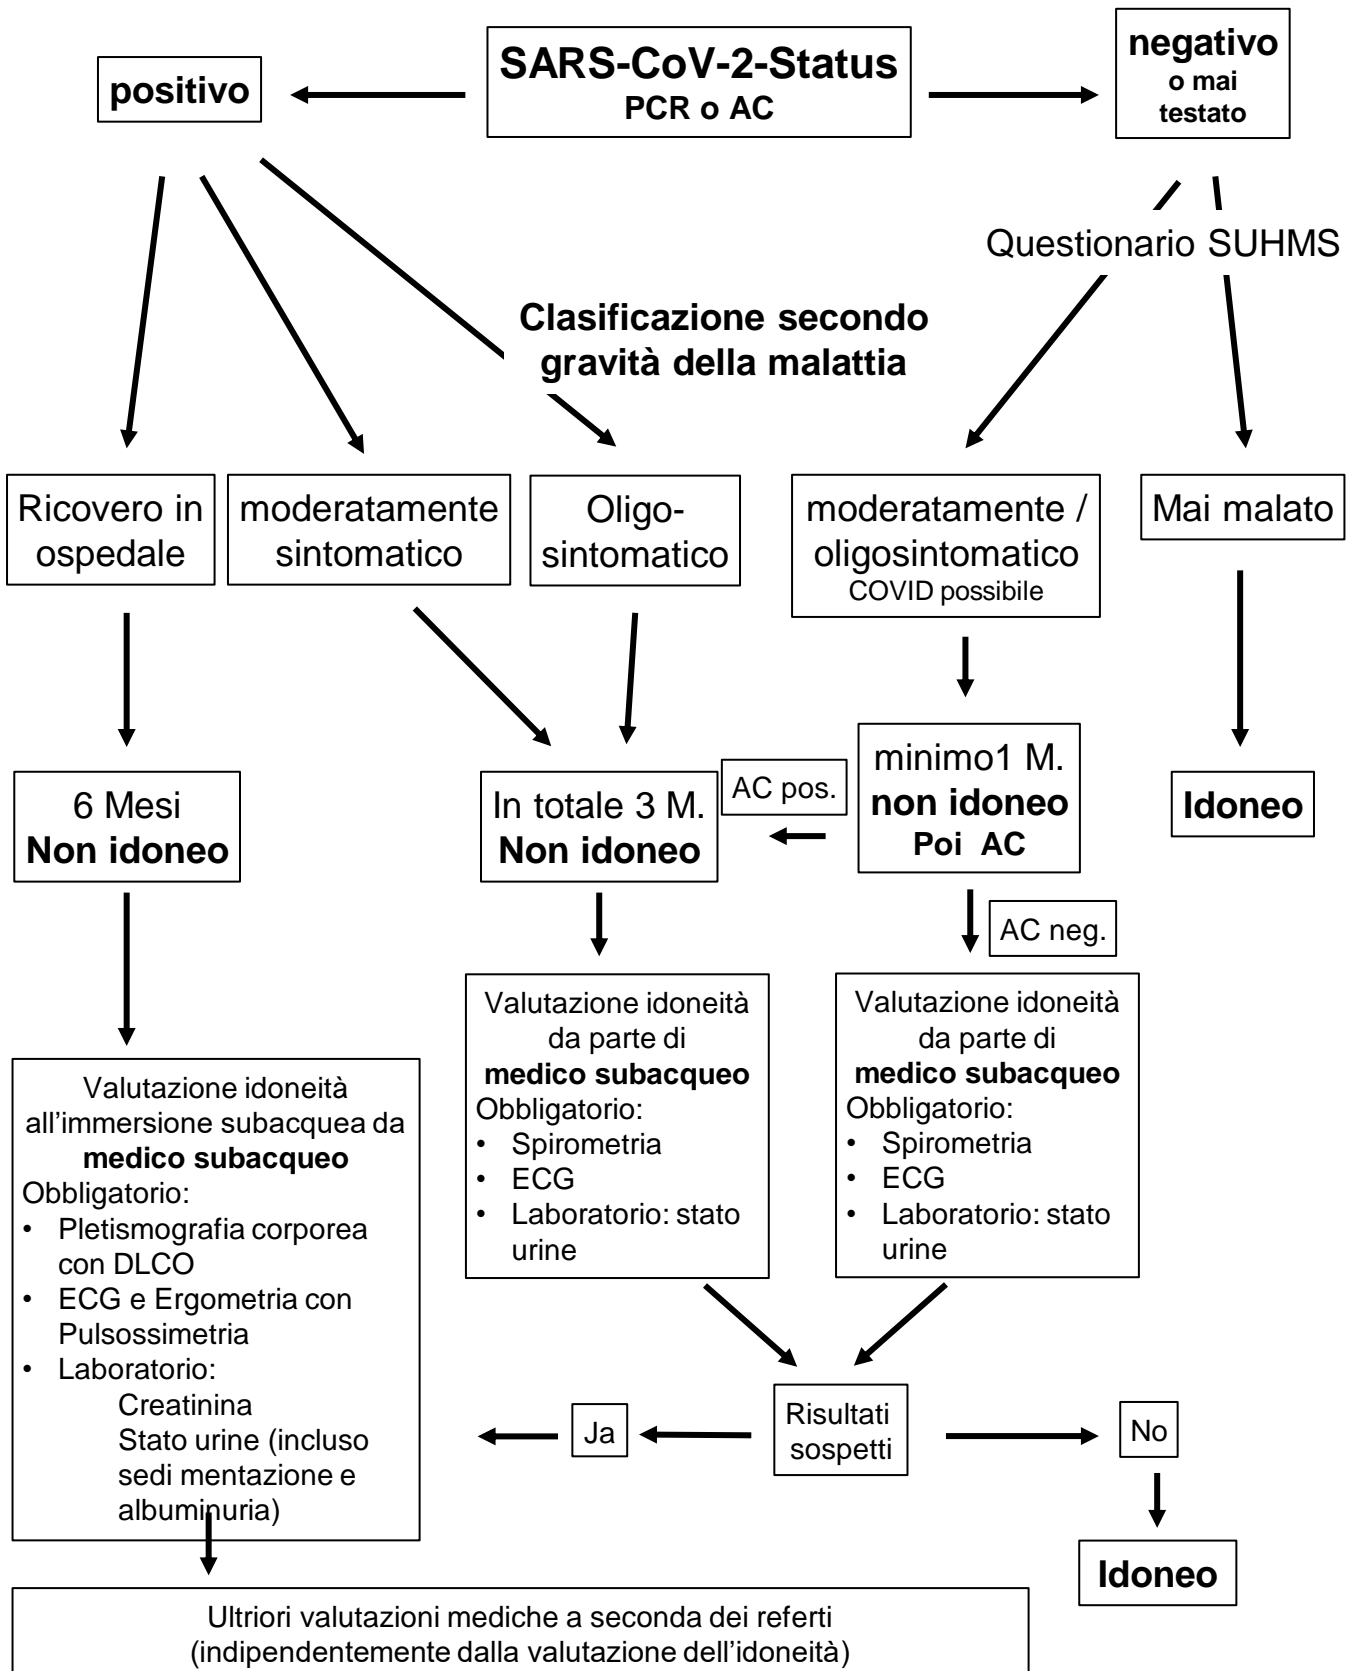 SARS-CoV-2-Status
PCR o AC
positivo
negativo
o mai
testato
Questionario SUHMS
Clasificazione secondo
gravità della malattia
Ricovero in
ospedale
moderatamente
sintomatico
Oligo-
sintomatico
moderatamente /
oligosintomatico
COVID possibile
Mai malato
6 Mesi
Non idoneo
In totale 3 M.
Non idoneo
AC pos.
minimo1 M.
non idoneo
Poi AC
Idoneo
AC neg.
Valutazione idoneità
all'immersione subacquea da
medico subacqueo
Obbligatorio:
• Pletismografia corporea
con DLCO
• ECG e Ergometria con
Pulsossimetria
• Laboratorio:
Creatinina
Stato urine (incluso
sedi mentazione e
albuminuria)
Valutazione idoneità
da parte di
medico subacqueo
Obbligatorio:
• Spirometria
• ECG
• Laboratorio: stato
urine
Valutazione idoneità
da parte di
medico subacqueo
Obbligatorio:
• Spirometria
• ECG
• Laboratorio: stato
urine
Ja
Risultati
sospetti
No
Idoneo
Ultriori valutazioni mediche a seconda dei referti
(indipendentemente dalla valutazione dell'idoneità)